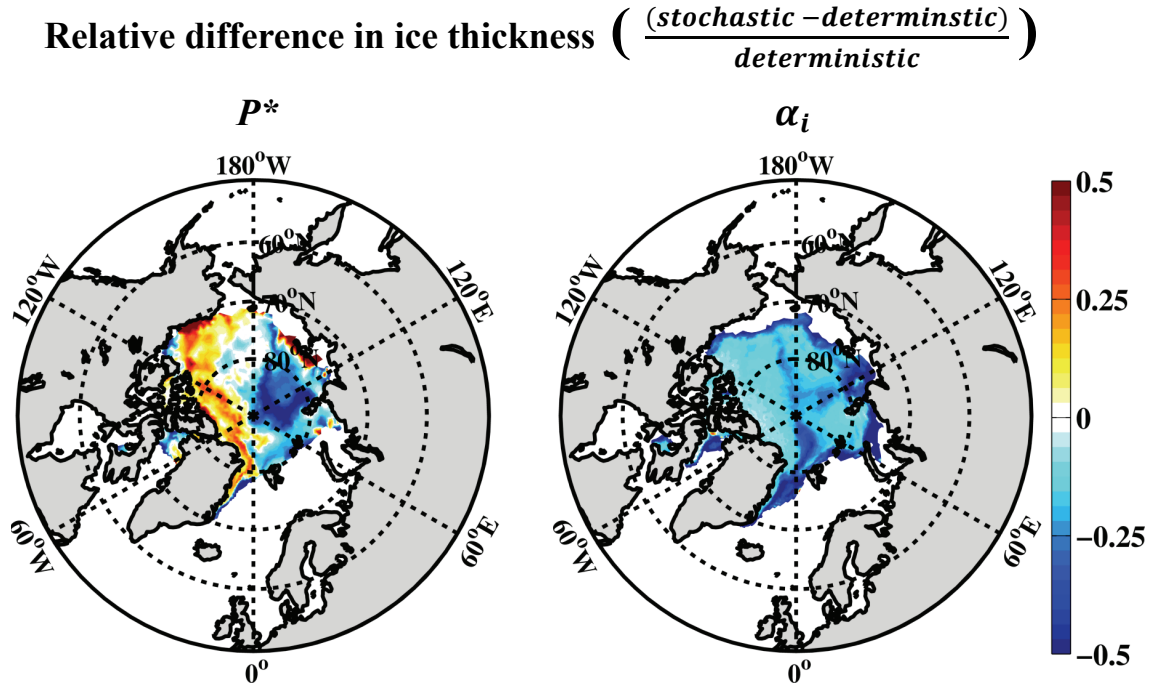 Relative difference in ice thickness ( (stochastic –determinstic) / deterministic )
P* α_i
180°W 180°W
60°N 60°N
120°W 120°E 120°W 120°E
70°N 70°N
80°N 80°N
60°W 60°E 60°W 60°E
0° 0°
0.5
0.25
0
−0.25
−0.5